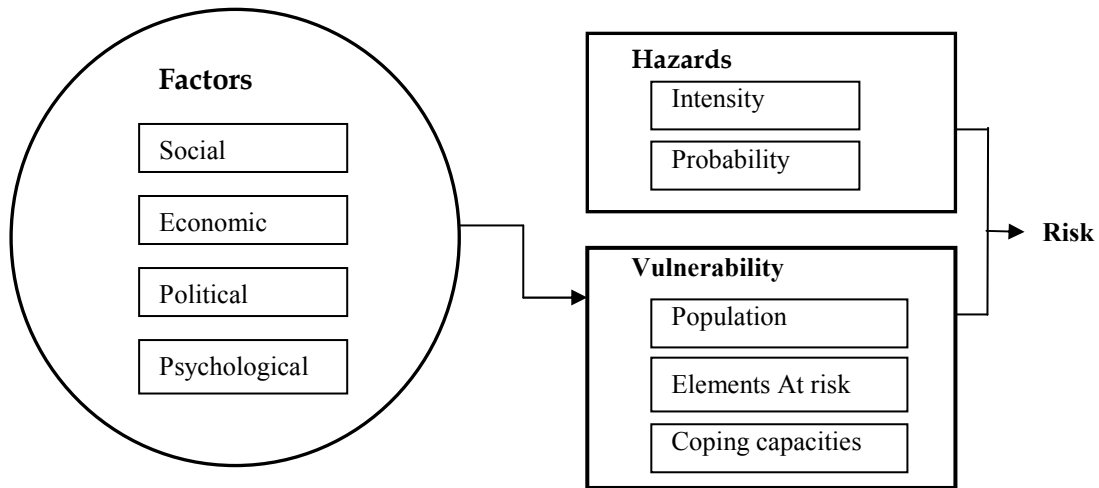 Factors
Social
Economic
Political
Psychological
Hazards
Intensity
Probability
Vulnerability
Population
Elements At risk
Coping capacities
Risk